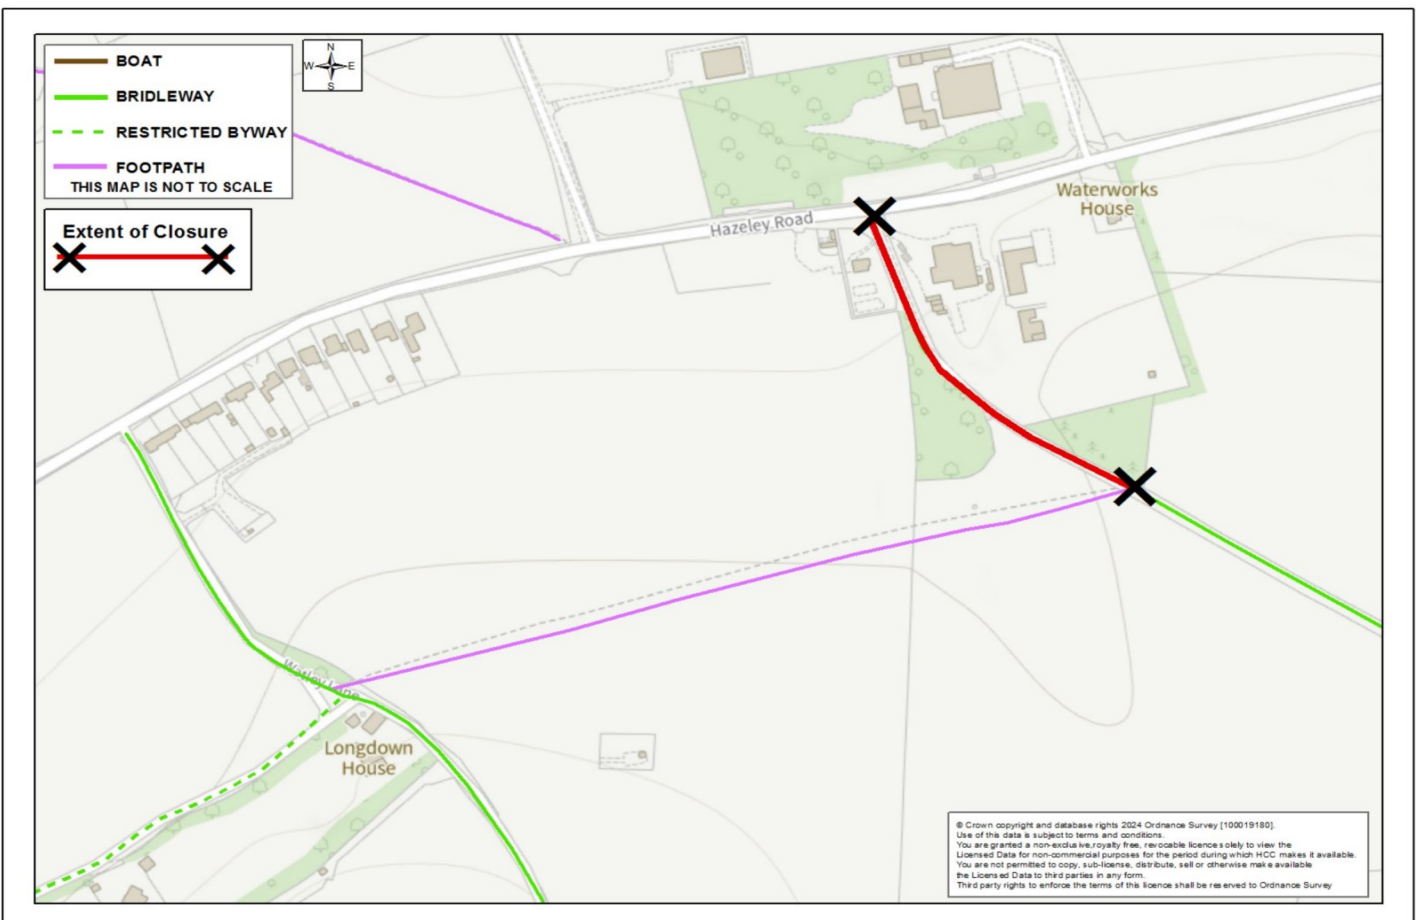 BOAT
BRIDLEWAY
RESTRICTED BYWAY
FOOTPATH
THIS MAP IS NOT TO SCALE
N
W E
S
Extent of Closure
Waterworks
House
Hazeley Road
Watley Lane
Longdown
House
© Crown copyright and database rights 2024 Ordnance Survey [100019180].
Use of this data is subject to terms and conditions.
You are granted a non-exclusive,royalty free, revocable licence solely to view the
Licensed Data for non-commercial purposes for the period during which HCC makes it available.
You are not permitted to copy, sub-license, distribute, sell or otherwise make available
the Licensed Data to third parties in any form.
Third party rights to enforce the terms of this licence shall be reserved to Ordnance Survey